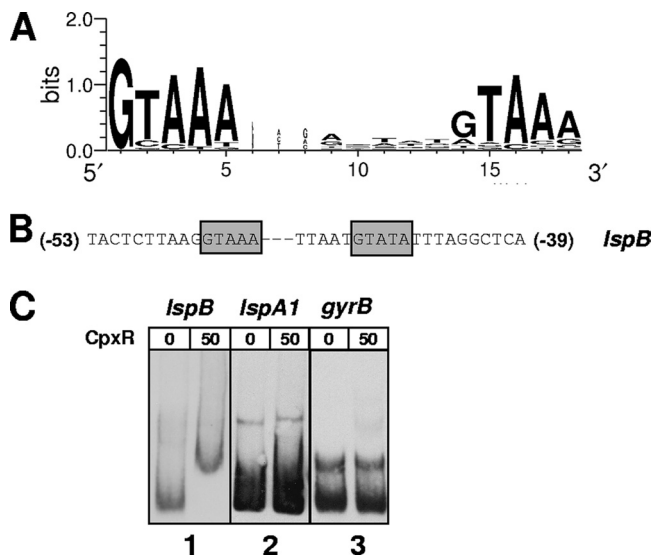 A
2.0
bits
1.0
0.0
GTAAA
GTAAA
5′ 5 10 15 3′
B (-53) TACTCTTAAGGTAAA---TTAATGTATATTTAGGCTCA (-39) lspB
C
lspB lspA1 gyrB
CpxR 0 50 0 50 0 50
1 2 3